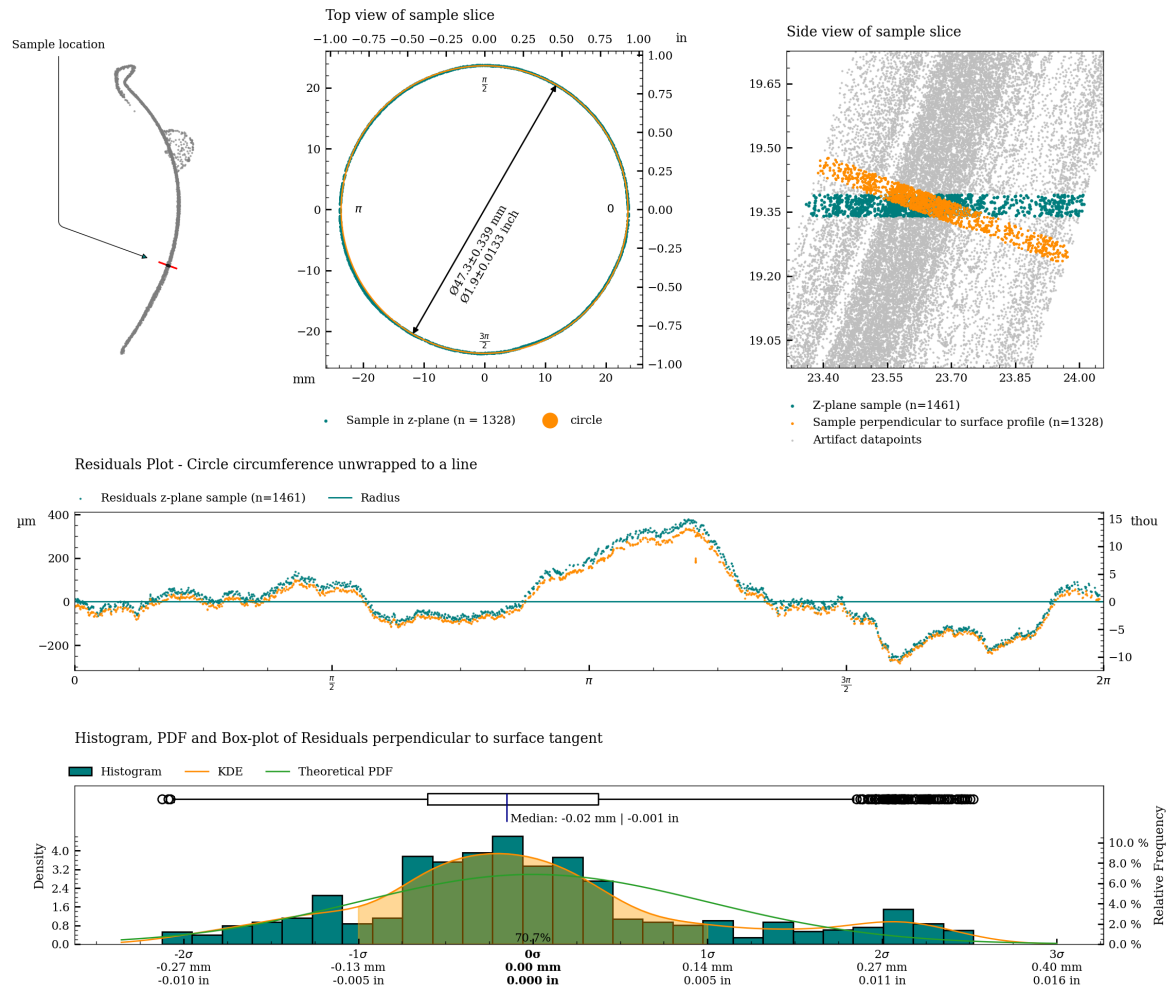 Top view of sample slice
Side view of sample slice
Sample location
−1.00 −0.75 −0.50 −0.25 0.00 0.25 0.50 0.75 1.00 in
20
10
0
−10
−20
mm
−20 −10 0 10 20
1.00
0.75
0.50
0.25
0.00
−0.25
−0.50
−0.75
−1.00
π/2
π
0
3π/2
Ø47.3±0.339 mm
Ø1.9±0.0133 inch
Sample in z-plane (n = 1328) circle
19.65
19.50
19.35
19.20
19.05
23.40 23.55 23.70 23.85 24.00
Z-plane sample (n=1461)
Sample perpendicular to surface profile (n=1328)
Artifact datapoints
Residuals Plot - Circle circumference unwrapped to a line
Residuals z-plane sample (n=1461) Radius
µm
400
200
0
−200
15
10
5
0
−5
−10
thou
0 π/2 π 3π/2 2π
Histogram, PDF and Box-plot of Residuals perpendicular to surface tangent
Histogram KDE Theoretical PDF
Median: -0.02 mm | -0.001 in
Density
4.0
3.2
2.4
1.6
0.8
0.0
10.0 %
8.0 %
6.0 %
4.0 %
2.0 %
0.0 %
Relative Frequency
70.7%
-2σ -1σ 0σ 1σ 2σ 3σ
-0.27 mm -0.13 mm 0.00 mm 0.14 mm 0.27 mm 0.40 mm
-0.010 in -0.005 in 0.000 in 0.005 in 0.011 in 0.016 in